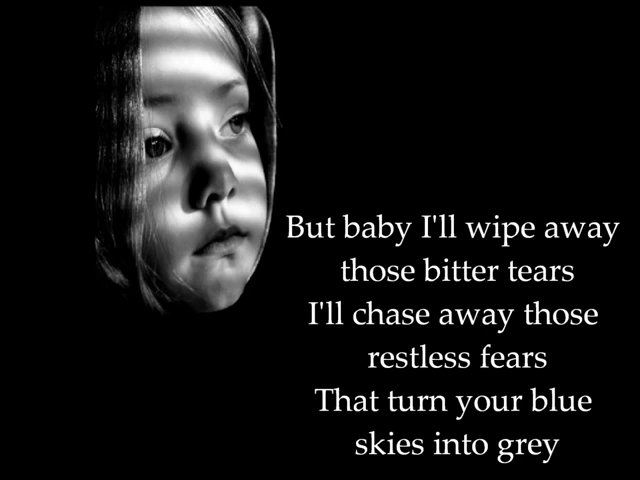 But baby I'll wipe away
those bitter tears
I'll chase away those
restless fears
That turn your blue
skies into grey